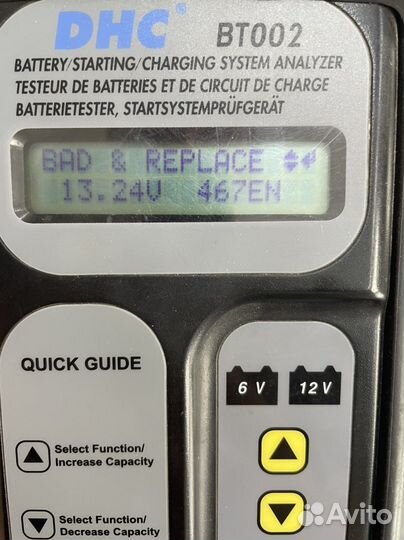 DHC® BT002
BATTERY/STARTING/CHARGING SYSTEM ANALYZER
TESTEUR DE BATTERIES ET DE CIRCUIT DE CHARGE
BATTERIETESTER, STARTSYSTEMPRÜFGERÄT
BAD & REPLACE
13.24V 467EN
QUICK GUIDE
Select Function/
Increase Capacity
Select Function/
Decrease Capacity
6 V
12 V
Avito